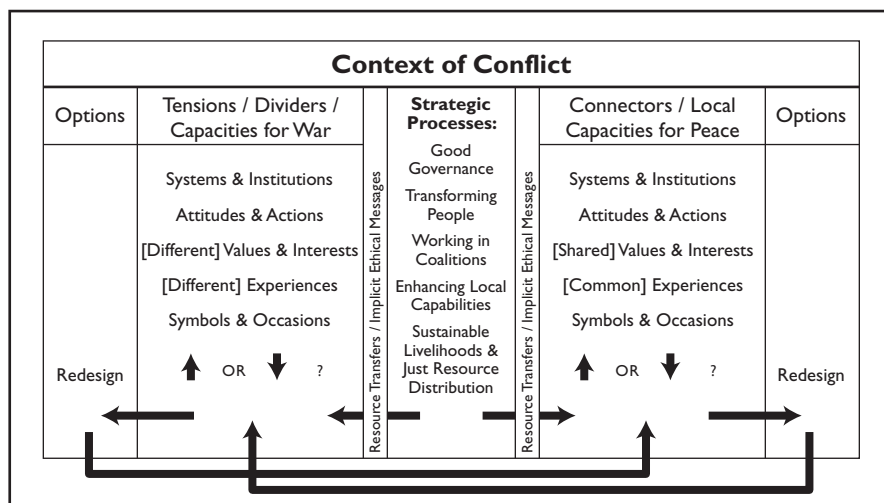 Context of Conflict
Options
Tensions / Dividers /
Capacities for War
Systems & Institutions
Attitudes & Actions
[Different] Values & Interests
[Different] Experiences
Symbols & Occasions
OR
?
Redesign
Resource Transfers / Implicit Ethical Messages
Strategic
Processes:
Good
Governance
Transforming
People
Working in
Coalitions
Enhancing Local
Capabilities
Sustainable
Livelihoods &
Just Resource
Distribution
Resource Transfers / Implicit Ethical Messages
Connectors / Local
Capacities for Peace
Systems & Institutions
Attitudes & Actions
[Shared] Values & Interests
[Common] Experiences
Symbols & Occasions
OR
?
Options
Redesign